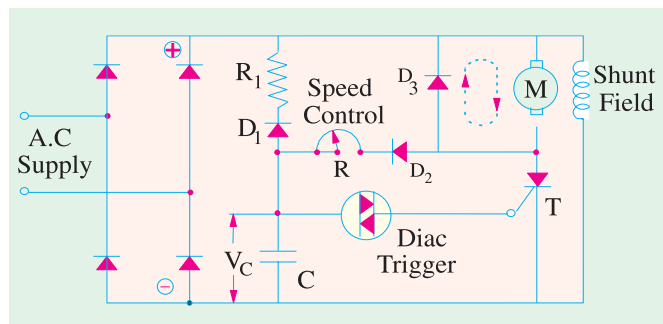 +
R1
D1
Speed
Control
R
D3
D2
M
Shunt
Field
A.C
Supply
T
Diac
Trigger
VC
C
−